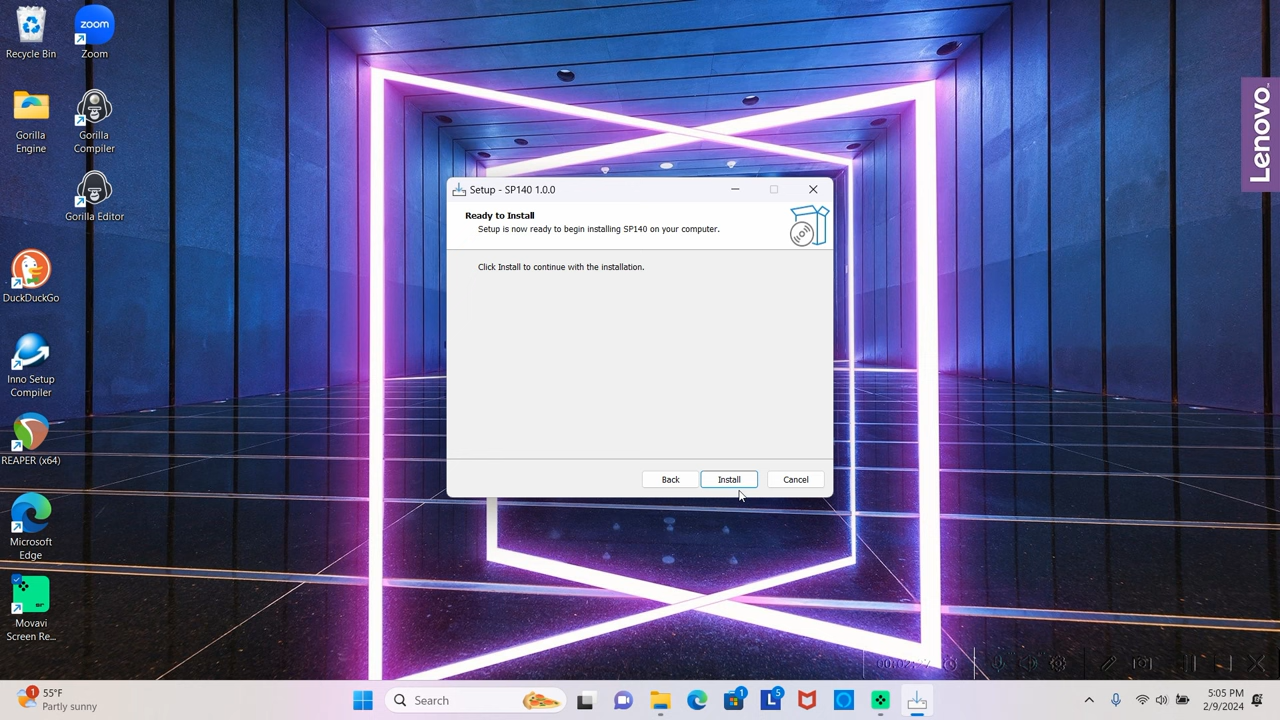 Recycle Bin
zoom
Zoom
Gorilla
Engine
Gorilla
Compiler
Gorilla Editor
DuckDuckGo
Inno Setup
Compiler
REAPER (x64)
Microsoft
Edge
Movavi
Screen Re...
Lenovo
Setup - SP140 1.0.0
Ready to Install
Setup is now ready to begin installing SP140 on your computer.
Click Install to continue with the installation.
Back
Install
Cancel
1
55°F
Partly sunny
Search
1
L
5
5:05 PM
2/9/2024